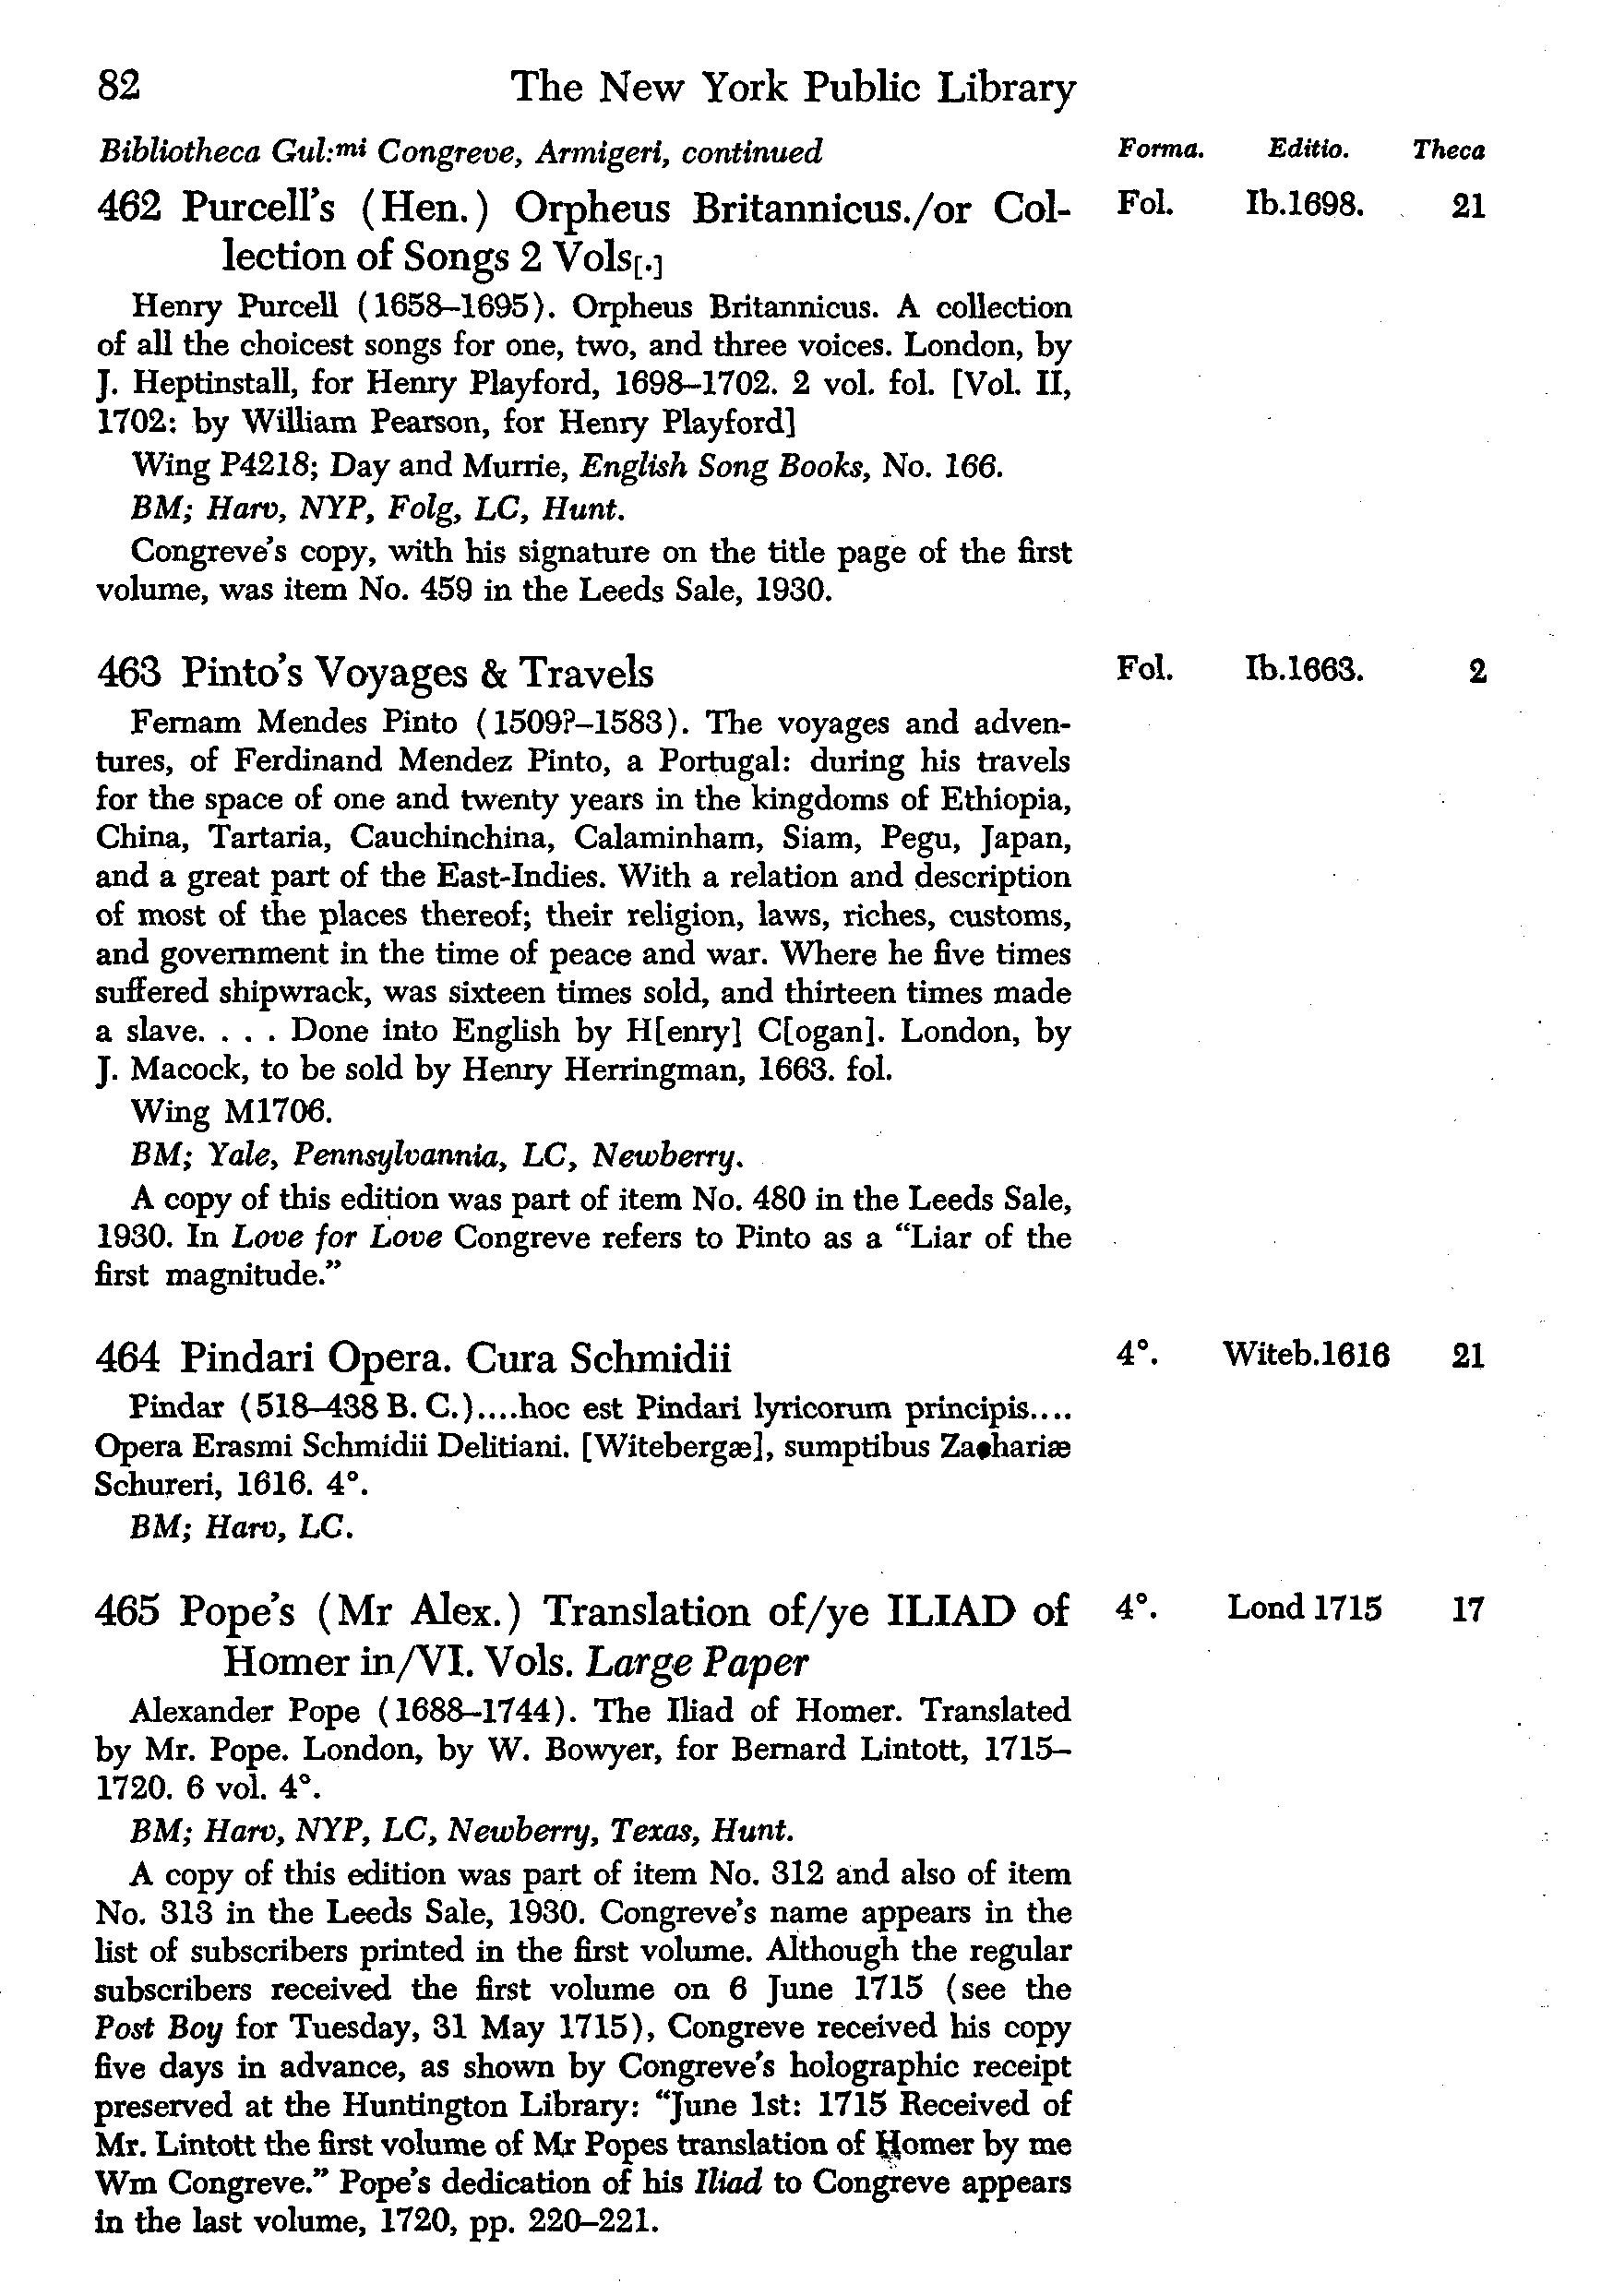 82 The New York Public Library
Bibliotheca Gul:mi Congreve, Armigeri, continued Forma. Editio. Theca
462 Purcell's (Hen.) Orpheus Britannicus./or Col- Fol. Ib.1698. 21
lection of Songs 2 Vols[.]
Henry Purcell (1658–1695). Orpheus Britannicus. A collection
of all the choicest songs for one, two, and three voices. London, by
J. Heptinstall, for Henry Playford, 1698–1702. 2 vol. fol. [Vol. II,
1702: by William Pearson, for Henry Playford]
Wing P4218; Day and Murrie, English Song Books, No. 166.
BM; Harv, NYP, Folg, LC, Hunt.
Congreve's copy, with his signature on the title page of the first
volume, was item No. 459 in the Leeds Sale, 1930.
463 Pinto's Voyages & Travels Fol. Ib.1663. 2
Fernam Mendes Pinto (1509?–1583). The voyages and adven-
tures, of Ferdinand Mendez Pinto, a Portugal: during his travels
for the space of one and twenty years in the kingdoms of Ethiopia,
China, Tartaria, Cauchinchina, Calaminham, Siam, Pegu, Japan,
and a great part of the East-Indies. With a relation and description
of most of the places thereof; their religion, laws, riches, customs,
and government in the time of peace and war. Where he five times
suffered shipwrack, was sixteen times sold, and thirteen times made
a slave. . . . Done into English by H[enry] C[ogan]. London, by
J. Macock, to be sold by Henry Herringman, 1663. fol.
Wing M1706.
BM; Yale, Pennsylvannia, LC, Newberry.
A copy of this edition was part of item No. 480 in the Leeds Sale,
1930. In Love for Love Congreve refers to Pinto as a "Liar of the
first magnitude."
464 Pindari Opera. Cura Schmidii 4°. Witeb.1616 21
Pindar (518–438 B. C.)....hoc est Pindari lyricorum principis....
Opera Erasmi Schmidii Delitiani. [Witebergæ], sumptibus Zachariæ
Schureri, 1616. 4°.
BM; Harv, LC.
465 Pope's (Mr Alex.) Translation of/ye ILIAD of 4°. Lond 1715 17
Homer in/VI. Vols. Large Paper
Alexander Pope (1688–1744). The Iliad of Homer. Translated
by Mr. Pope. London, by W. Bowyer, for Bernard Lintott, 1715–
1720. 6 vol. 4°.
BM; Harv, NYP, LC, Newberry, Texas, Hunt.
A copy of this edition was part of item No. 312 and also of item
No. 313 in the Leeds Sale, 1930. Congreve's name appears in the
list of subscribers printed in the first volume. Although the regular
subscribers received the first volume on 6 June 1715 (see the
Post Boy for Tuesday, 31 May 1715), Congreve received his copy
five days in advance, as shown by Congreve's holographic receipt
preserved at the Huntington Library: "June 1st: 1715 Received of
Mr. Lintott the first volume of Mr Popes translation of Homer by me
Wm Congreve." Pope's dedication of his Iliad to Congreve appears
in the last volume, 1720, pp. 220–221.